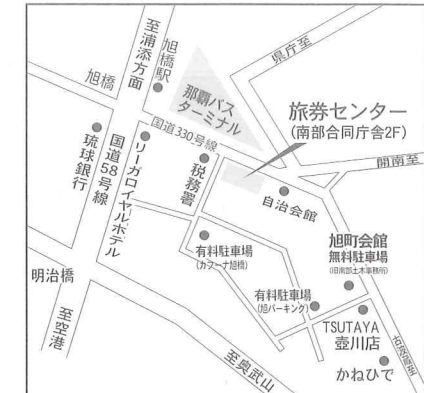 至浦添方面
旭橋駅
県庁至
旭橋
那覇バス
ターミナル
旅券センター
(南部合同庁舎2F)
国道330号線
開南至
琉球銀行
国道58号線
リーガロイヤルホテル
税務署
自治会館
旭町会館
無料駐車場
(旧南部土木事務所)
有料駐車場
(カフーナ旭橋)
明治橋
有料駐車場
(旭パーキング)
TSUTAYA
壺川店
至空港
至奥武山
古波蔵至
かねひで